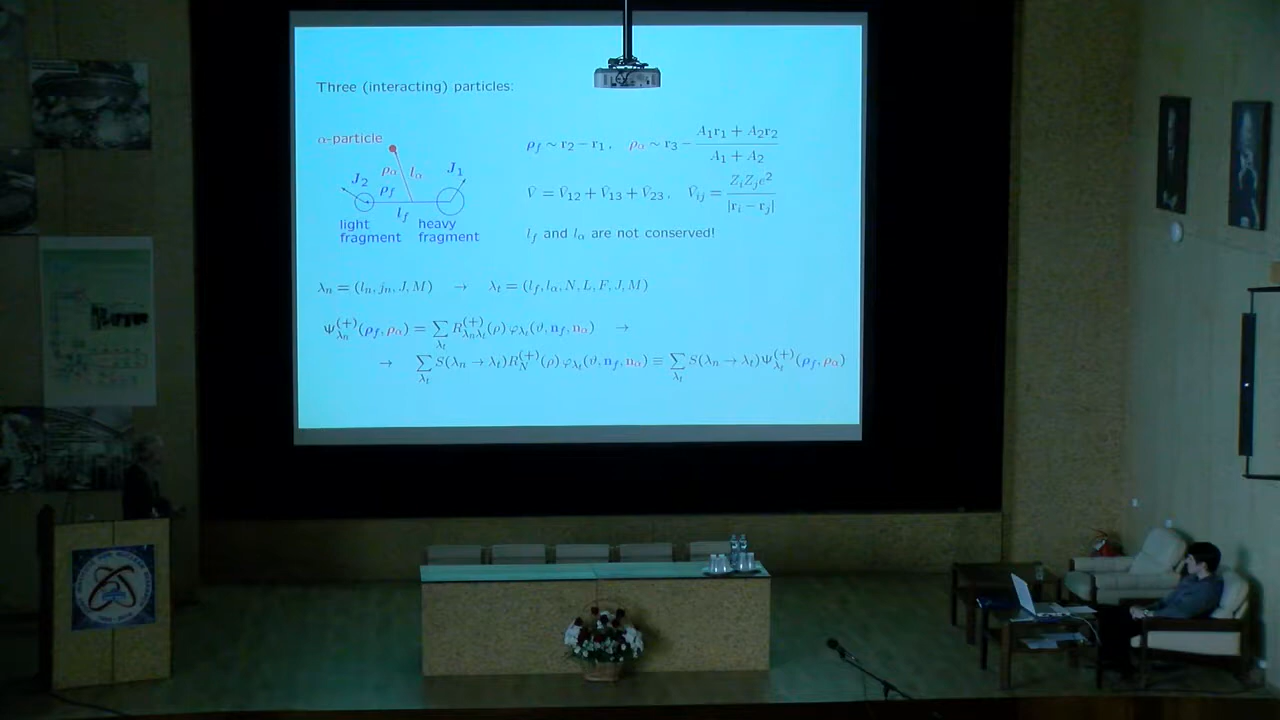 Three (interacting) particles:
α-particle
ρα lα
J₂ J₁
ρf
lf
light fragment
heavy fragment
ρf ∼ r₂ − r₁, ρα ∼ r₃ − (A₁r₁ + A₂r₂)/(A₁ + A₂)
V̂ = V̂₁₂ + V̂₁₃ + V̂₂₃, V̂ij = ZiZje²/|ri − rj|
lf and lα are not conserved!
λn = (ln, jn, J, M) → λt = (lf, lα, N, L, F, J, M)
Ψ(+)λn(ρf, ρα) = ∑λt R(+)λnλt(ρ) φλt(ϑ, nf, nα) →
→ ∑λt S(λn → λt)R(+)N(ρ) φλt(ϑ, nf, nα) ≡ ∑λt S(λn → λt)Ψ(+)λt(ρf, ρα)